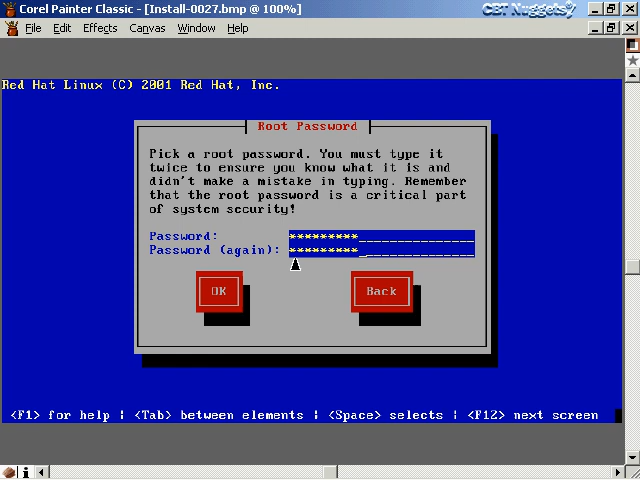 Corel Painter Classic - [Install-0027.bmp @ 100%]
CBT Nuggets
File Edit Effects Canvas Window Help
Red Hat Linux (C) 2001 Red Hat, Inc.
Root Password
Pick a root password. You must type it
twice to ensure you know what it is and
didn't make a mistake in typing. Remember
that the root password is a critical part
of system security!
Password: *********_______________
Password (again): *********_______________
OK Back
<F1> for help | <Tab> between elements | <Space> selects | <F12> next screen